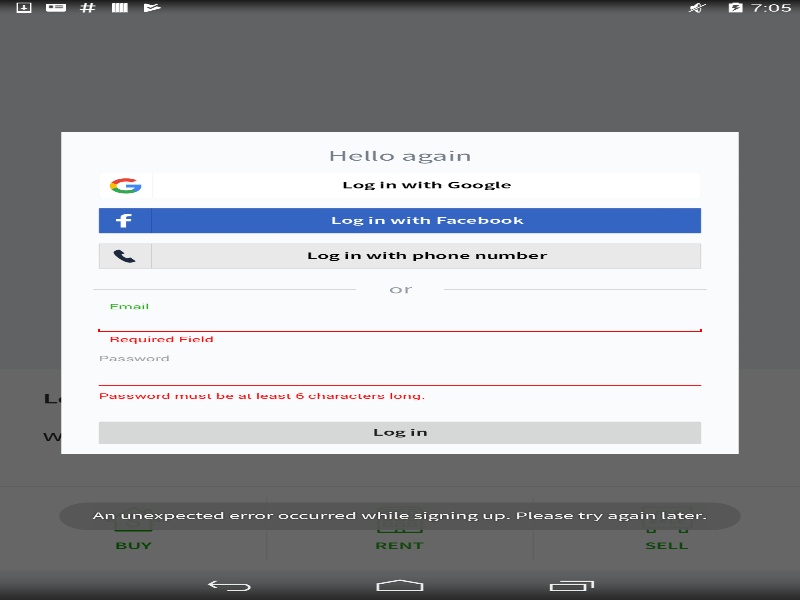 7:05
Hello again
Log in with Google
Log in with Facebook
Log in with phone number
or
Email
Required Field
Password
Password must be at least 6 characters long.
Log in
An unexpected error occurred while signing up. Please try again later.
BUY
RENT
SELL